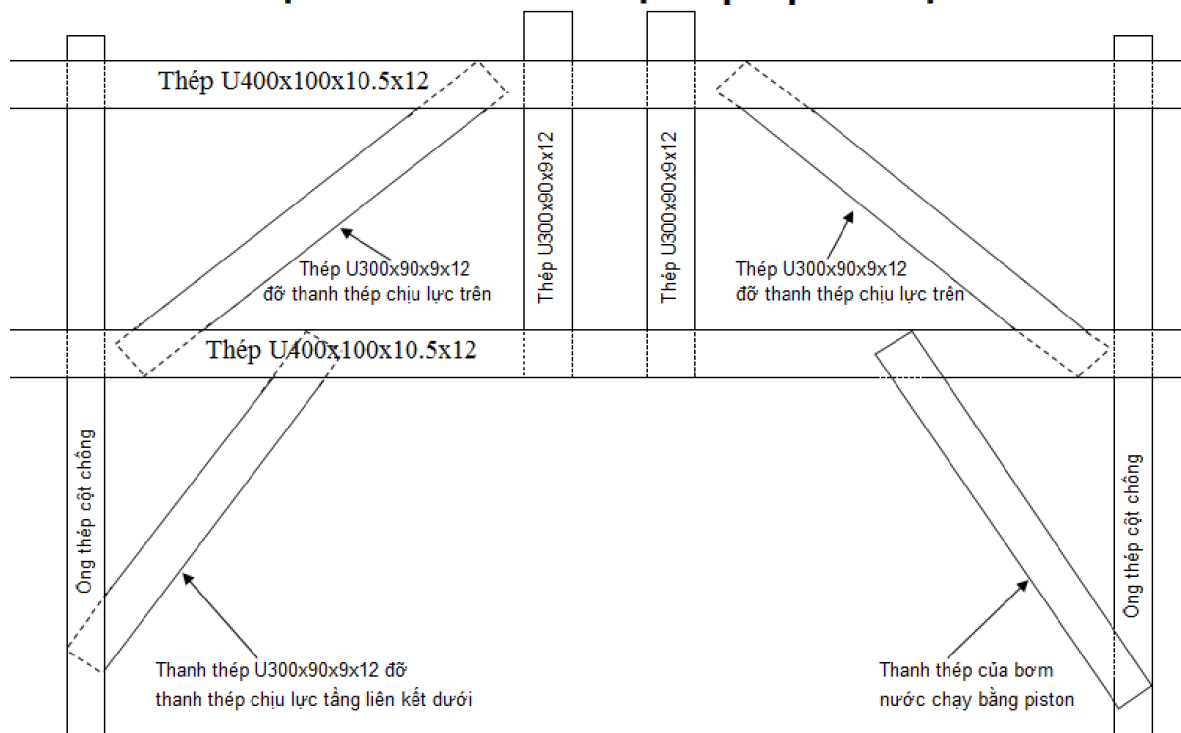 Thép U400x100x10.5x12
Thép U300x90x9x12
Thép U300x90x9x12
Thép U300x90x9x12
đỡ thanh thép chịu lực trên
Thép U300x90x9x12
đỡ thanh thép chịu lực trên
Thép U400x100x10.5x12
Ống thép cột chống
Ống thép cột chống
Thanh thép U300x90x9x12 đỡ
thanh thép chịu lực tầng liên kết dưới
Thanh thép của bơm
nước chạy bằng piston